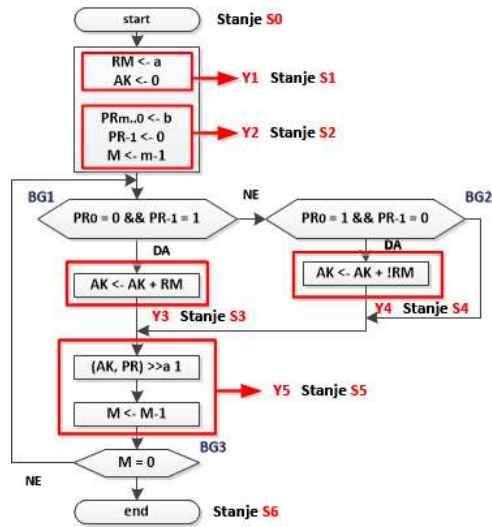 start Stanje S0
RM <- a
AK <- 0
Y1 Stanje S1
PRm..0 <- b
PR-1 <- 0
M <- m-1
Y2 Stanje S2
BG1
PR0 = 0 && PR-1 = 1
NE
PR0 = 1 && PR-1 = 0
BG2
DA
DA
AK <- AK + RM
AK <- AK + !RM
Y3 Stanje S3
Y4 Stanje S4
(AK, PR) >>a 1
M <- M-1
Y5 Stanje S5
BG3
M = 0
NE
end Stanje S6